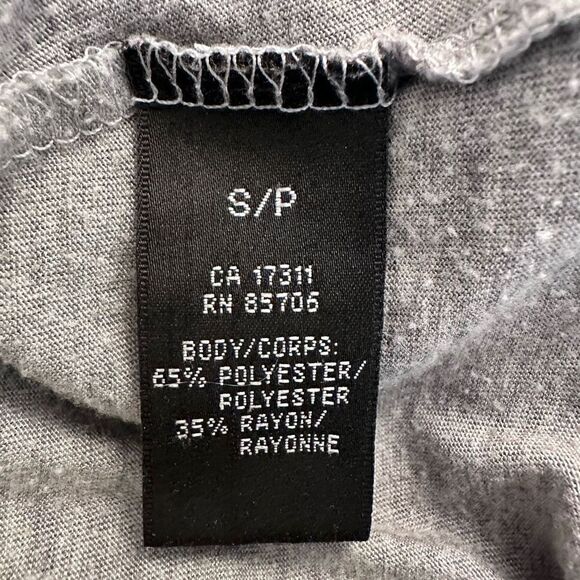 S/P
CA 17311
RN 85706
BODY/CORPS:
65% POLYESTER/
POLYESTER
35% RAYON/
RAYONNE